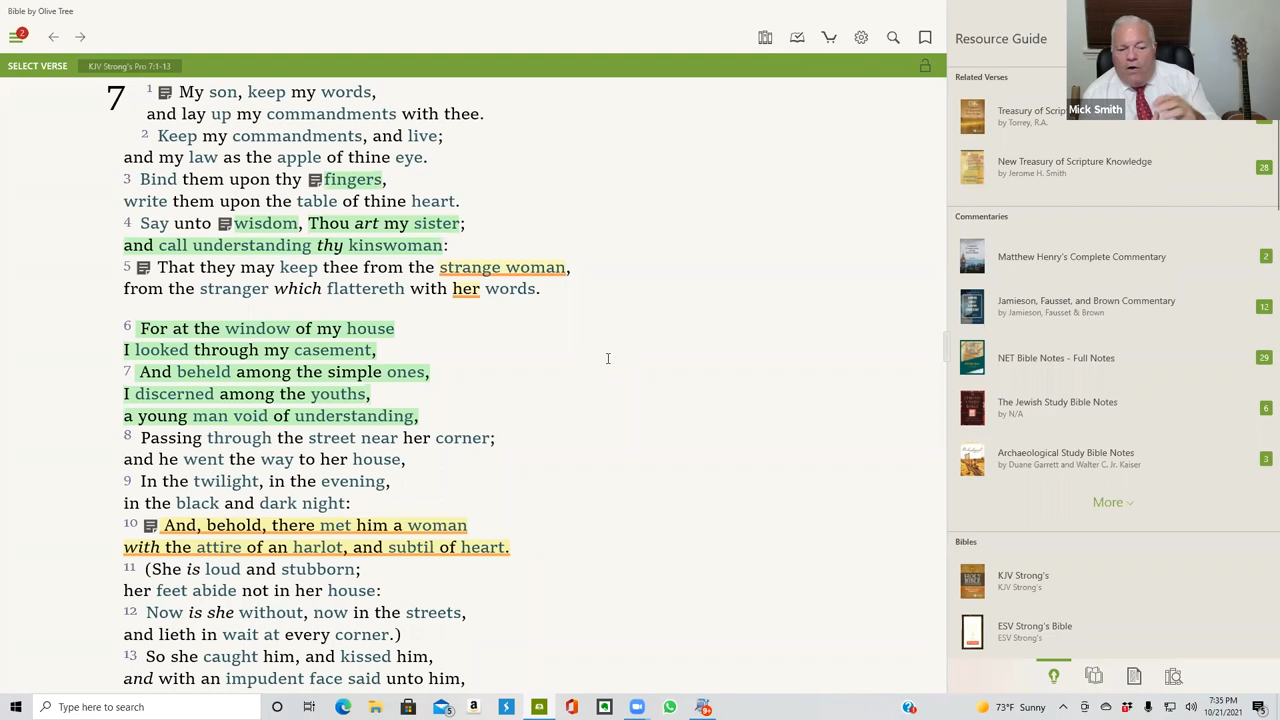 Bible by Olive Tree
2
SELECT VERSE
KJV Strong's Pro 7:1-13
7
1 My son, keep my words,
and lay up my commandments with thee.
2 Keep my commandments, and live;
and my law as the apple of thine eye.
3 Bind them upon thy fingers,
write them upon the table of thine heart.
4 Say unto wisdom, Thou art my sister;
and call understanding thy kinswoman:
5 That they may keep thee from the strange woman,
from the stranger which flattereth with her words.
6 For at the window of my house
I looked through my casement,
7 And beheld among the simple ones,
I discerned among the youths,
a young man void of understanding,
8 Passing through the street near her corner;
and he went the way to her house,
9 In the twilight, in the evening,
in the black and dark night:
10 And, behold, there met him a woman
with the attire of an harlot, and subtil of heart.
11 (She is loud and stubborn;
her feet abide not in her house:
12 Now is she without, now in the streets,
and lieth in wait at every corner.)
13 So she caught him, and kissed him,
and with an impudent face said unto him,
Resource Guide
Related Verses
Treasury of Scrip
by Torrey, R.A.
Mick Smith
New Treasury of Scripture Knowledge
by Jerome H. Smith
28
Commentaries
Matthew Henry's Complete Commentary
2
Jamieson, Fausset, and Brown Commentary
by Jamieson, Fausset & Brown
12
NET Bible Notes - Full Notes
29
The Jewish Study Bible Notes
by N/A
6
Archaeological Study Bible Notes
by Duane Garrett and Walter C. Jr. Kaiser
3
More
Bibles
KJV Strong's
KJV Strong's
ESV Strong's Bible
ESV Strong's
Type here to search
5
9+
73°F Sunny
7:35 PM
10/21/2021